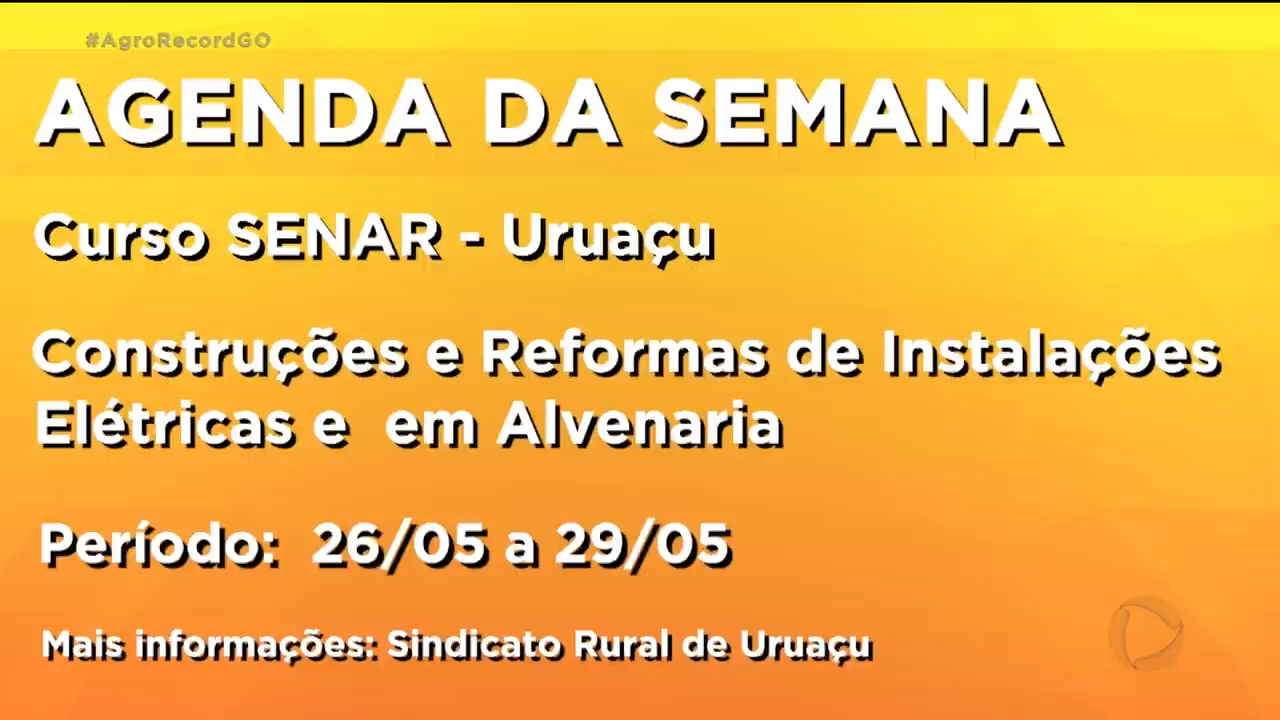 #AgroRecordGO
AGENDA DA SEMANA
Curso SENAR - Uruaçu
Construções e Reformas de Instalações
Elétricas e  em Alvenaria
Período:  26/05 a 29/05
Mais informações: Sindicato Rural de Uruaçu